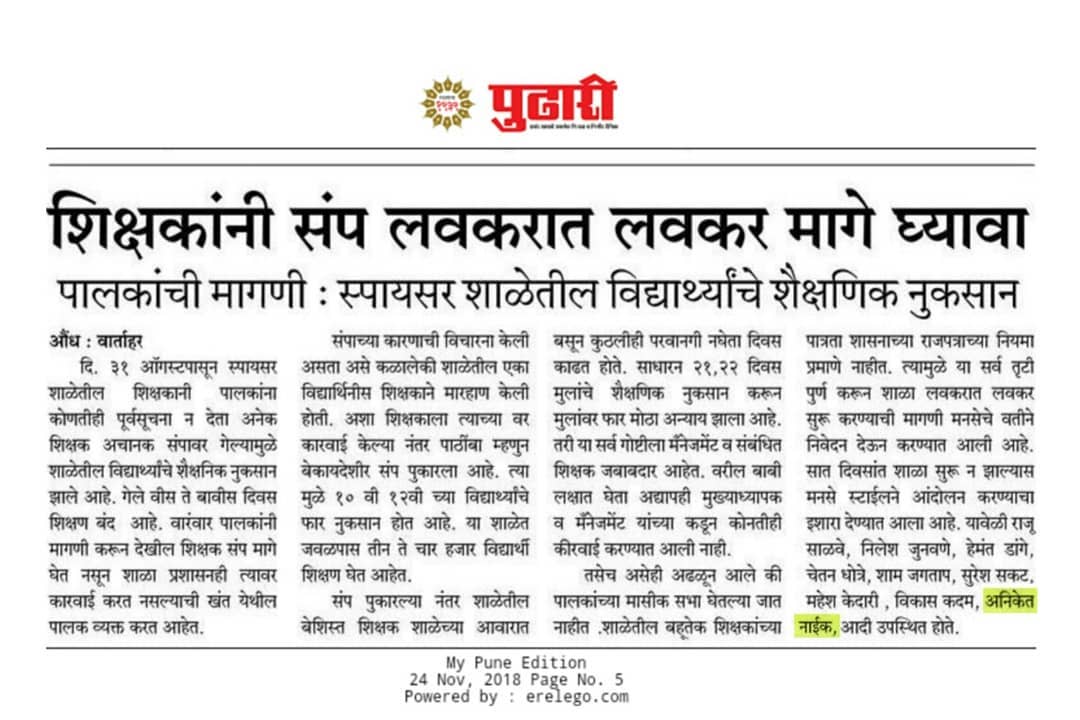 पुढारी
शिक्षकांनी संप लवकरात लवकर मागे घ्यावा
पालकांची मागणी : स्पायसर शाळेतील विद्यार्थ्यांचे शैक्षणिक नुकसान
औंध : वार्ताहर
दि. ३१ ऑगस्टपासून स्पायसर
शाळेतील शिक्षकानी पालकांना
कोणतीही पूर्वसूचना न देता अनेक
शिक्षक अचानक संपावर गेल्यामुळे
शाळेतील विद्यार्थ्यांचे शैक्षनिक नुकसान
झाले आहे. गेले वीस ते बावीस दिवस
शिक्षण बंद आहे. वारंवार पालकांनी
मागणी करून देखील शिक्षक संप मागे
घेत नसून शाळा प्रशासनही त्यावर
कारवाई करत नसल्याची खंत येथील
पालक व्यक्त करत आहेत.
संपाच्या कारणाची विचारना केली
असता असे कळालेकी शाळेतील एका
विद्यार्थिनीस शिक्षकाने मारहाण केली
होती. अशा शिक्षकाला त्याच्या वर
कारवाई केल्या नंतर पाठींबा म्हणुन
बेकायदेशीर संप पुकारला आहे. त्या
मुळे १० वी १२वी च्या विद्यार्थ्यांचे
फार नुकसान होत आहे. या शाळेत
जवळपास तीन ते चार हजार विद्यार्थी
शिक्षण घेत आहेत.
संप पुकारल्या नंतर शाळेतील
बेशिस्त शिक्षक शाळेच्या आवारात
बसून कुठलीही परवानगी नघेता दिवस
काढत होते. साधारन २१,२२ दिवस
मुलांचे शैक्षणिक नुकसान करून
मुलांवर फार मोठा अन्याय झाला आहे.
तरी या सर्व गोष्टीला मॅनेजमेंट व संबंधित
शिक्षक जवाबदार आहेत. वरील बाबी
लक्षात घेता अद्यापही मुख्याध्यापक
व मॅनेजमेंट यांच्या कडून कोनतीही
कीरवाई करण्यात आली नाही.
तसेच असेही अढळून आले की
पालकांच्या मासीक सभा घेतल्या जात
नाहीत .शाळेतील बहुतेक शिक्षकांच्या
पात्रता शासनाच्या राजपत्राच्या नियमा
प्रमाणे नाहीत. त्यामुळे या सर्व तृटी
पुर्ण करून शाळा लवकरात लवकर
सुरू करण्याची मागणी मनसेचे वतीने
निवेदन देऊन करण्यात आली आहे.
सात दिवसांत शाळा सुरू न झाल्यास
मनसे स्टाईलने आंदोलन करण्याचा
इशारा देण्यात आला आहे. यावेळी राजू
साळवे, निलेश जुनवणे, हेमंत डांगे,
चेतन धोत्रे, शाम जगताप, सुरेश सकट,
महेश केदारी , विकास कदम, अनिकेत
नाईक, आदी उपस्थित होते.
My Pune Edition
24 Nov, 2018 Page No. 5
Powered by : erelego.com